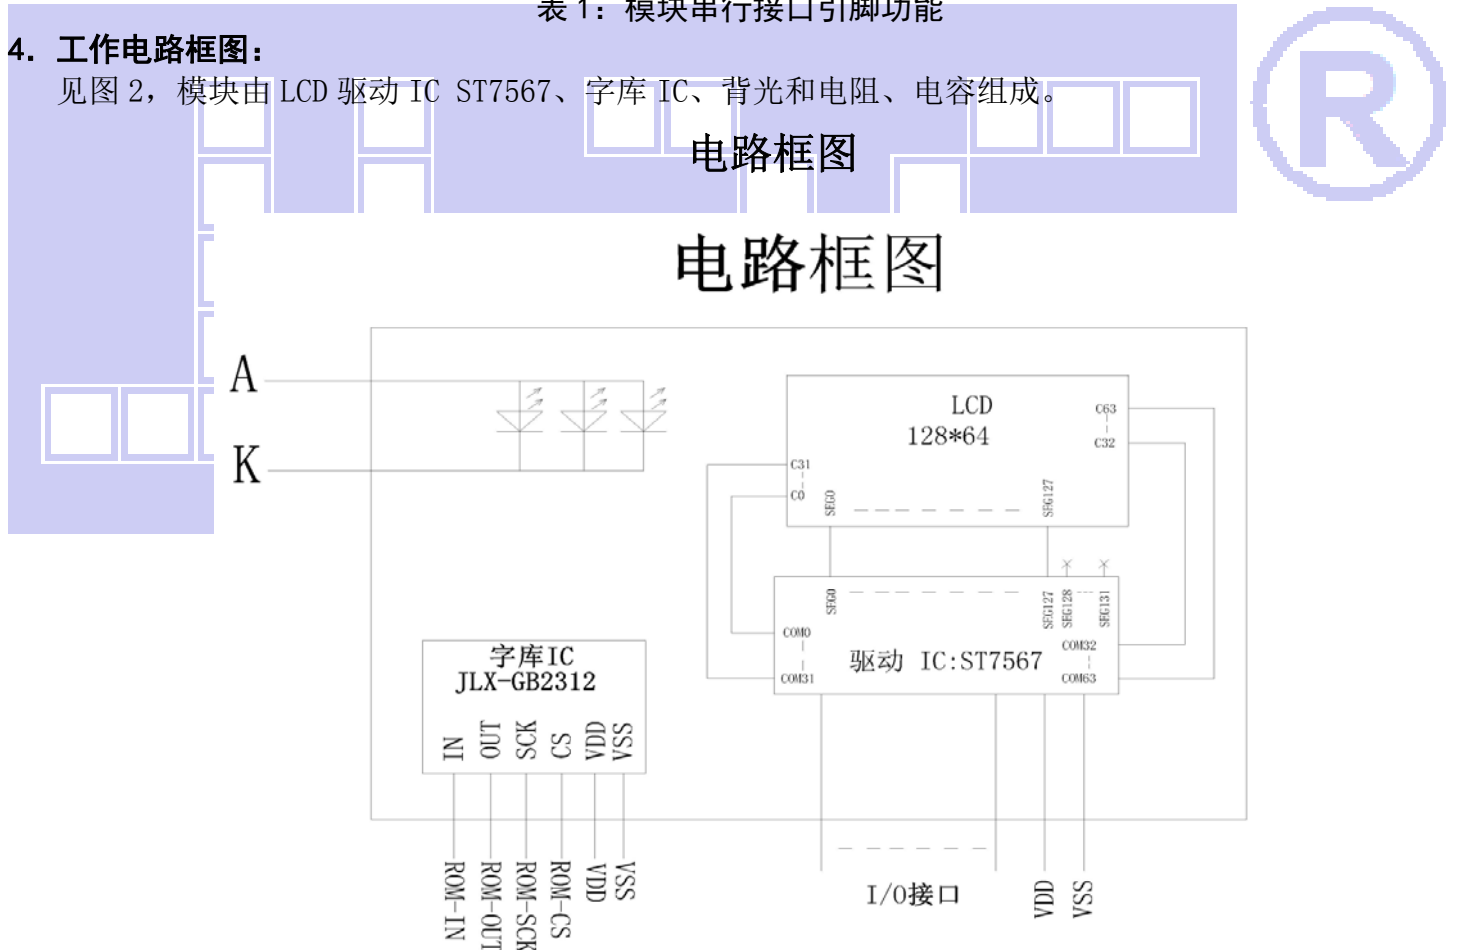 表 1：模块串行接口引脚功能
4. 工作电路框图：
见图 2，模块由 LCD 驱动 IC ST7567、字库 IC、背光和电阻、电容组成。
电路框图
电路框图
A
K
LCD
128*64
C63
C32
C31
C0
SEG0
SEG127
SEG0
SEG127
SEG128
SEG131
COM0
COM31
驱动 IC:ST7567
COM32
COM63
字库IC
JLX-GB2312
IN
OUT
SCK
CS
VDD
VSS
ROM-IN
ROM-OUT
ROM-SCK
ROM-CS
VDD
VSS
I/O接口
VDD
VSS
R